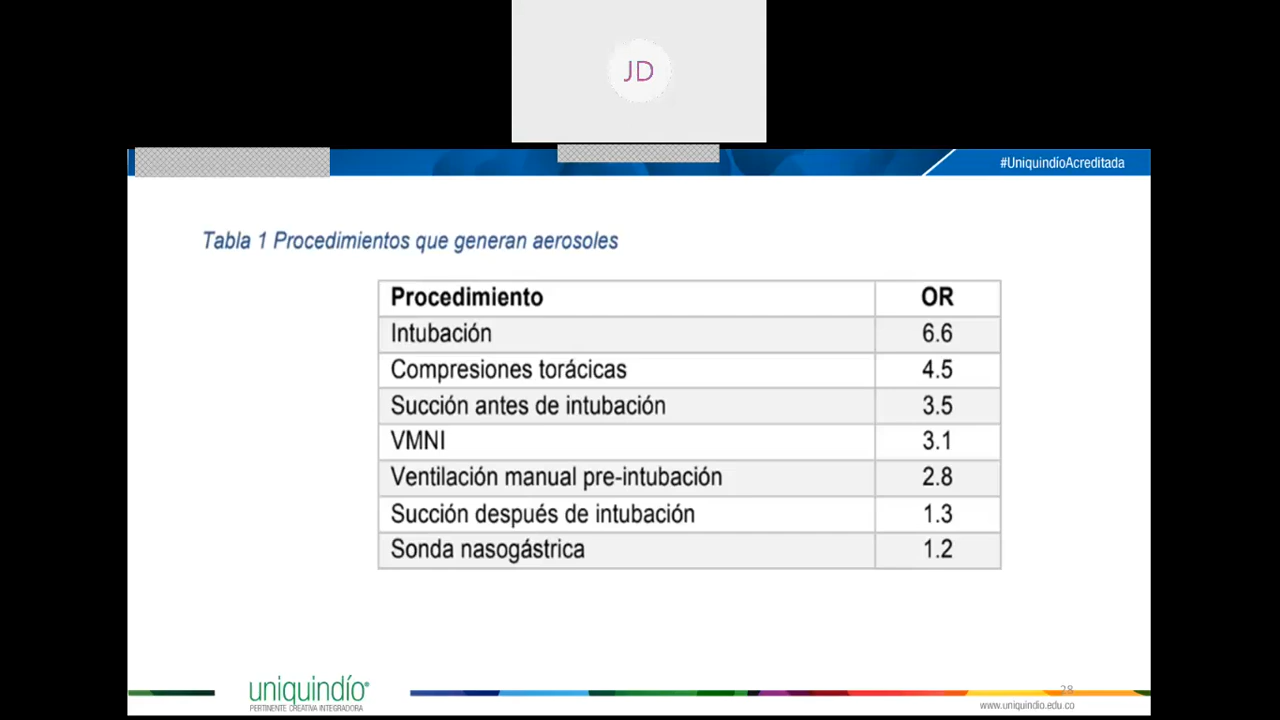 JD
#UniquindíoAcreditada
Tabla 1 Procedimientos que generan aerosoles
Procedimiento OR
Intubación 6.6
Compresiones torácicas 4.5
Succión antes de intubación 3.5
VMNI 3.1
Ventilación manual pre-intubación 2.8
Succión después de intubación 1.3
Sonda nasogástrica 1.2
28
uniquindío®
PERTINENTE CREATIVA INTEGRADORA
www.uniquindio.edu.co